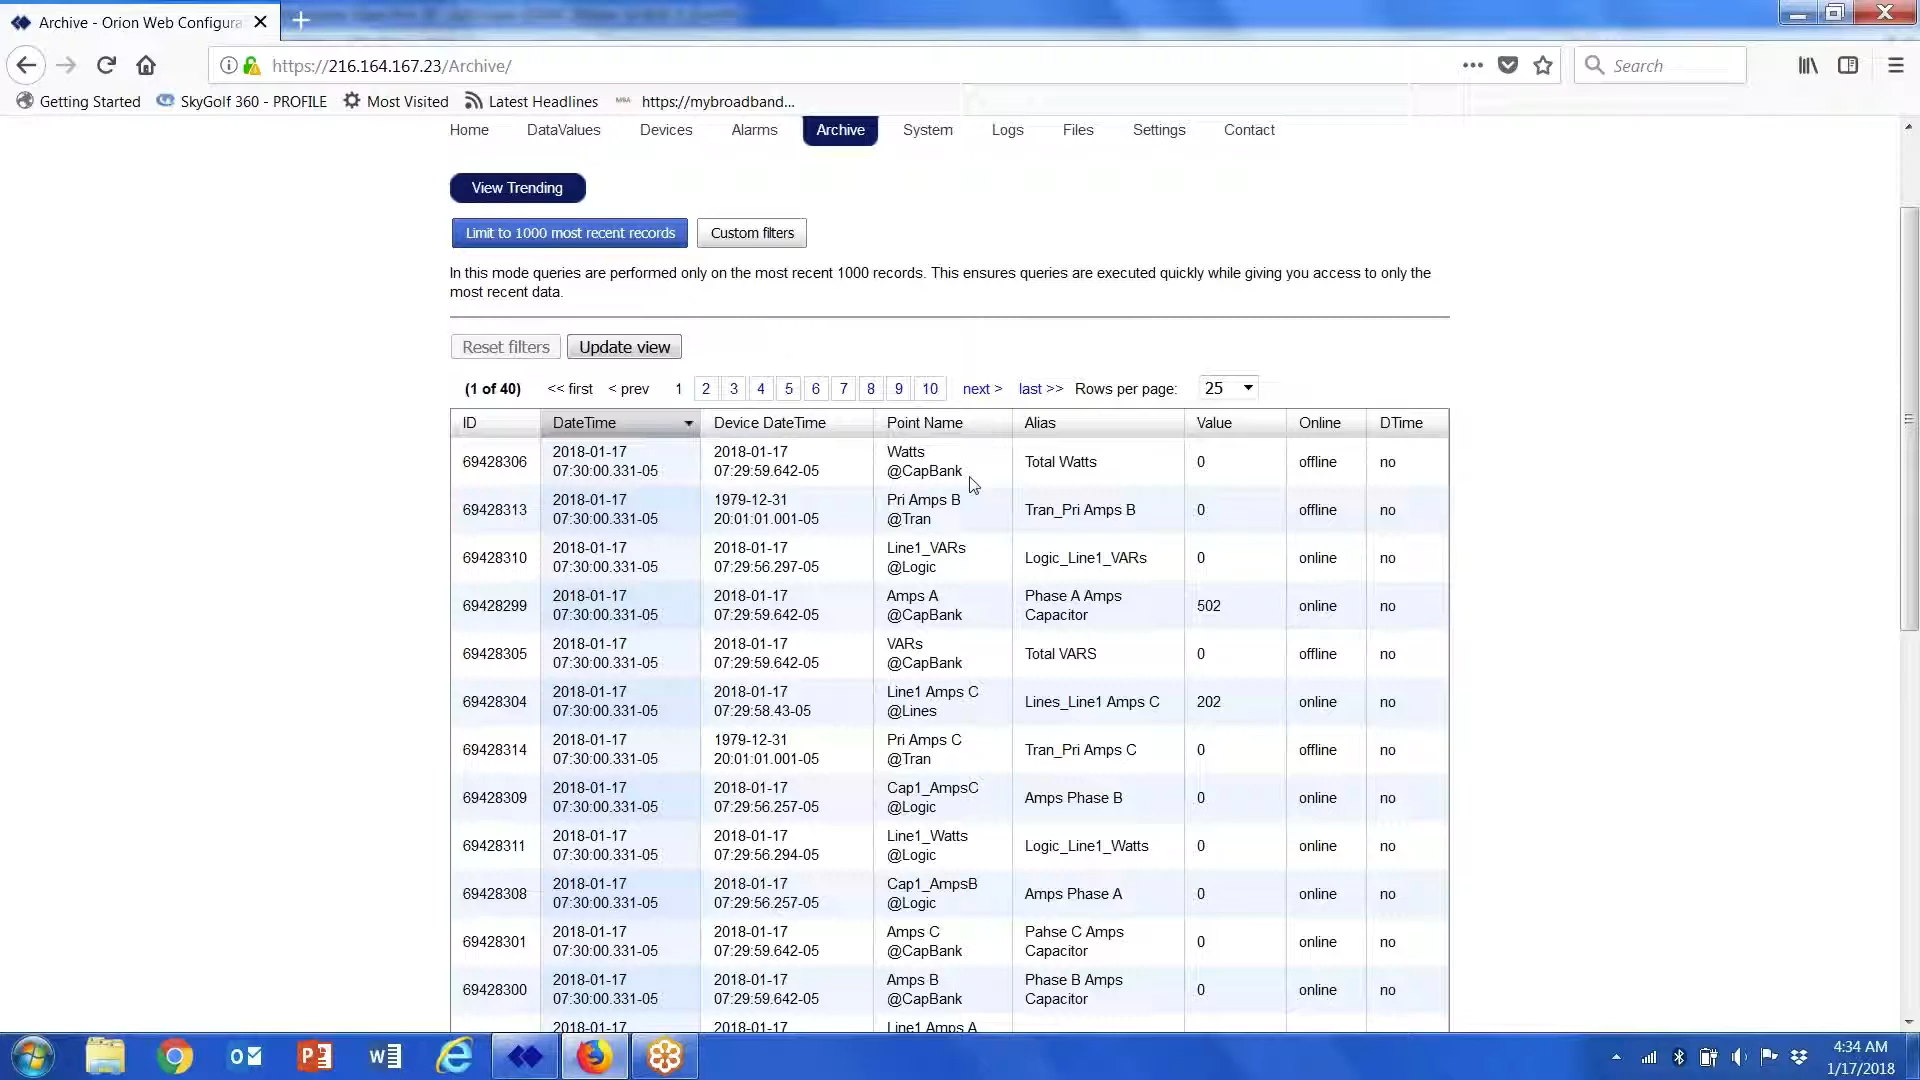 Archive - Orion Web Configura
https://216.164.167.23/Archive/
Search
Getting Started SkyGolf 360 - PROFILE Most Visited Latest Headlines https://mybroadband...
Home DataValues Devices Alarms Archive System Logs Files Settings Contact
View Trending
Limit to 1000 most recent records Custom filters
In this mode queries are performed only on the most recent 1000 records. This ensures queries are executed quickly while giving you access to only the
most recent data.
Reset filters Update view
(1 of 40) << first < prev 1 2 3 4 5 6 7 8 9 10 next > last >> Rows per page: 25
ID DateTime Device DateTime Point Name Alias Value Online DTime
69428306 2018-01-17 07:30:00.331-05 2018-01-17 07:29:59.642-05 Watts @CapBank Total Watts 0 offline no
69428313 2018-01-17 07:30:00.331-05 1979-12-31 20:01:01.001-05 Pri Amps B @Tran Tran_Pri Amps B 0 offline no
69428310 2018-01-17 07:30:00.331-05 2018-01-17 07:29:56.297-05 Line1_VARs @Logic Logic_Line1_VARs 0 online no
69428299 2018-01-17 07:30:00.331-05 2018-01-17 07:29:59.642-05 Amps A @CapBank Phase A Amps Capacitor 502 online no
69428305 2018-01-17 07:30:00.331-05 2018-01-17 07:29:59.642-05 VARs @CapBank Total VARS 0 offline no
69428304 2018-01-17 07:30:00.331-05 2018-01-17 07:29:58.43-05 Line1 Amps C @Lines Lines_Line1 Amps C 202 online no
69428314 2018-01-17 07:30:00.331-05 1979-12-31 20:01:01.001-05 Pri Amps C @Tran Tran_Pri Amps C 0 offline no
69428309 2018-01-17 07:30:00.331-05 2018-01-17 07:29:56.257-05 Cap1_AmpsC @Logic Amps Phase B 0 online no
69428311 2018-01-17 07:30:00.331-05 2018-01-17 07:29:56.294-05 Line1_Watts @Logic Logic_Line1_Watts 0 online no
69428308 2018-01-17 07:30:00.331-05 2018-01-17 07:29:56.257-05 Cap1_AmpsB @Logic Amps Phase A 0 online no
69428301 2018-01-17 07:30:00.331-05 2018-01-17 07:29:59.642-05 Amps C @CapBank Pahse C Amps Capacitor 0 online no
69428300 2018-01-17 07:30:00.331-05 2018-01-17 07:29:59.642-05 Amps B @CapBank Phase B Amps Capacitor 0 online no
2018-01-17 2018-01-17 Line1 Amps A
4:34 AM
1/17/2018